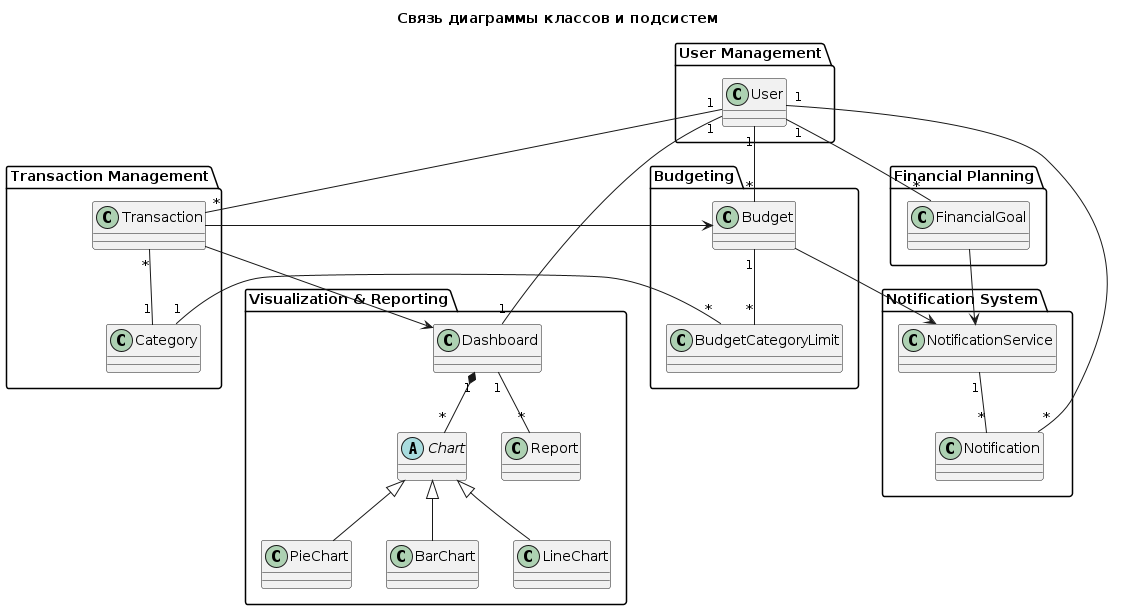 Связь диаграммы классов и подсистем
User Management
C User
1
1
1
1
1
Transaction Management
C Transaction
*
*
1
1
C Category
Budgeting
*
C Budget
1
*
*
C BudgetCategoryLimit
Financial Planning
*
C FinancialGoal
Visualization & Reporting
1
C Dashboard
1
1
*
*
A Chart
C Report
C PieChart
C BarChart
C LineChart
Notification System
C NotificationService
1
*
*
C Notification